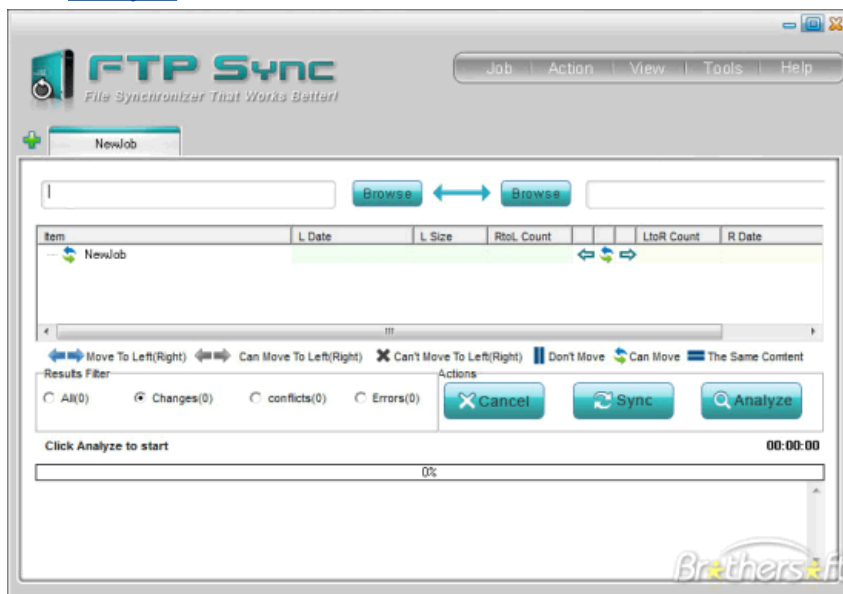 FTP Sync
File Synchronizer That Works Better!
Job | Action | View | Tools | Help
NewJob
Browse Browse
Item L Date L Size RtoL Count LtoR Count R Date
NewJob
Move To Left(Right) Can Move To Left(Right) Can't Move To Left(Right) Don't Move Can Move The Same Comtent
Results Filter Actions
All(0) Changes(0) conflicts(0) Errors(0) Cancel Sync Analyze
Click Analyze to start 00:00:00
0%
Brothersoft